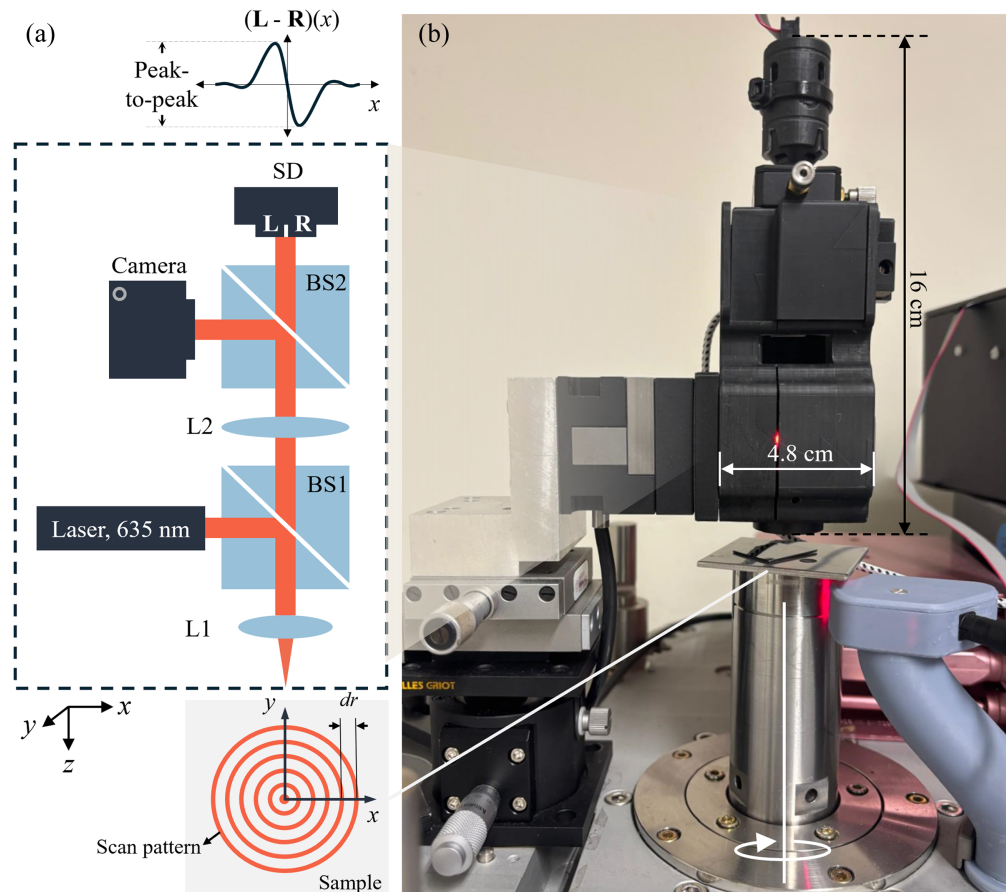 (a)
(L - R)(x)
Peak-
to-peak
x
SD
L R
Camera
BS2
L2
BS1
Laser, 635 nm
L1
x
y
z
y
dr
x
Scan pattern
Sample
(b)
16 cm
4.8 cm
LLES GRIOT